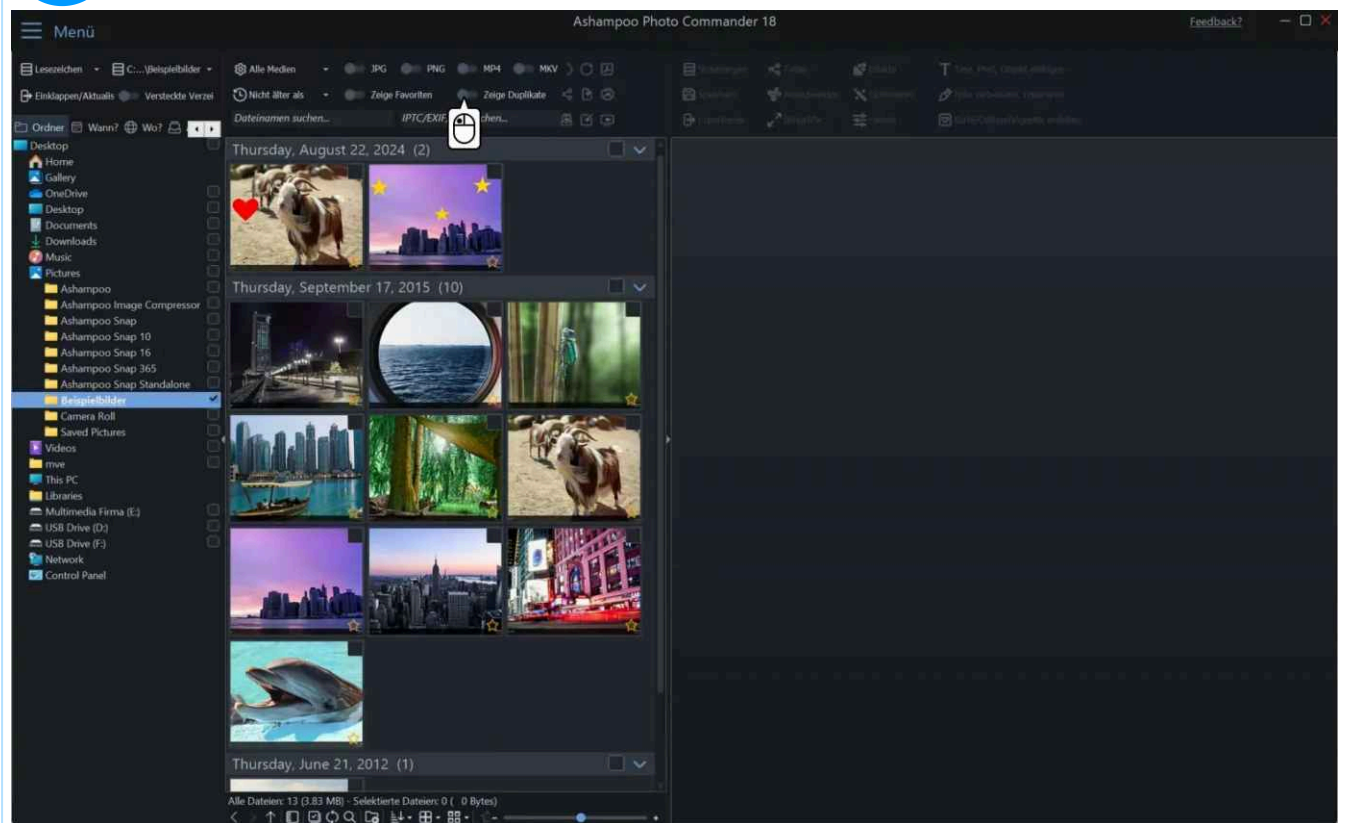 Ashampoo Photo Commander 18
Feedback?
Menü
Lesezeichen
C:...\Beispielbilder
Einklappen/Aktualis
Versteckte Verzei
Ordner
Wann?
Wo?
Alle Medien
JPG
PNG
MP4
MKV
Nicht älter als
Zeige Favoriten
Zeige Duplikate
Dateinamen suchen...
IPTC/EXIF,
chen...
Desktop
Home
Gallery
OneDrive
Desktop
Documents
Downloads
Music
Pictures
Ashampoo
Ashampoo Image Compressor
Ashampoo Snap
Ashampoo Snap 10
Ashampoo Snap 16
Ashampoo Snap 365
Ashampoo Snap Standalone
Beispielbilder
Camera Roll
Saved Pictures
Videos
mve
This PC
Libraries
Multimedia Firma (E:)
USB Drive (D:)
USB Drive (F:)
Network
Control Panel
Thursday, August 22, 2024 (2)
Thursday, September 17, 2015 (10)
Thursday, June 21, 2012 (1)
Alle Dateien: 13 (3.83 MB) - Selektierte Dateien: 0 ( 0 Bytes)